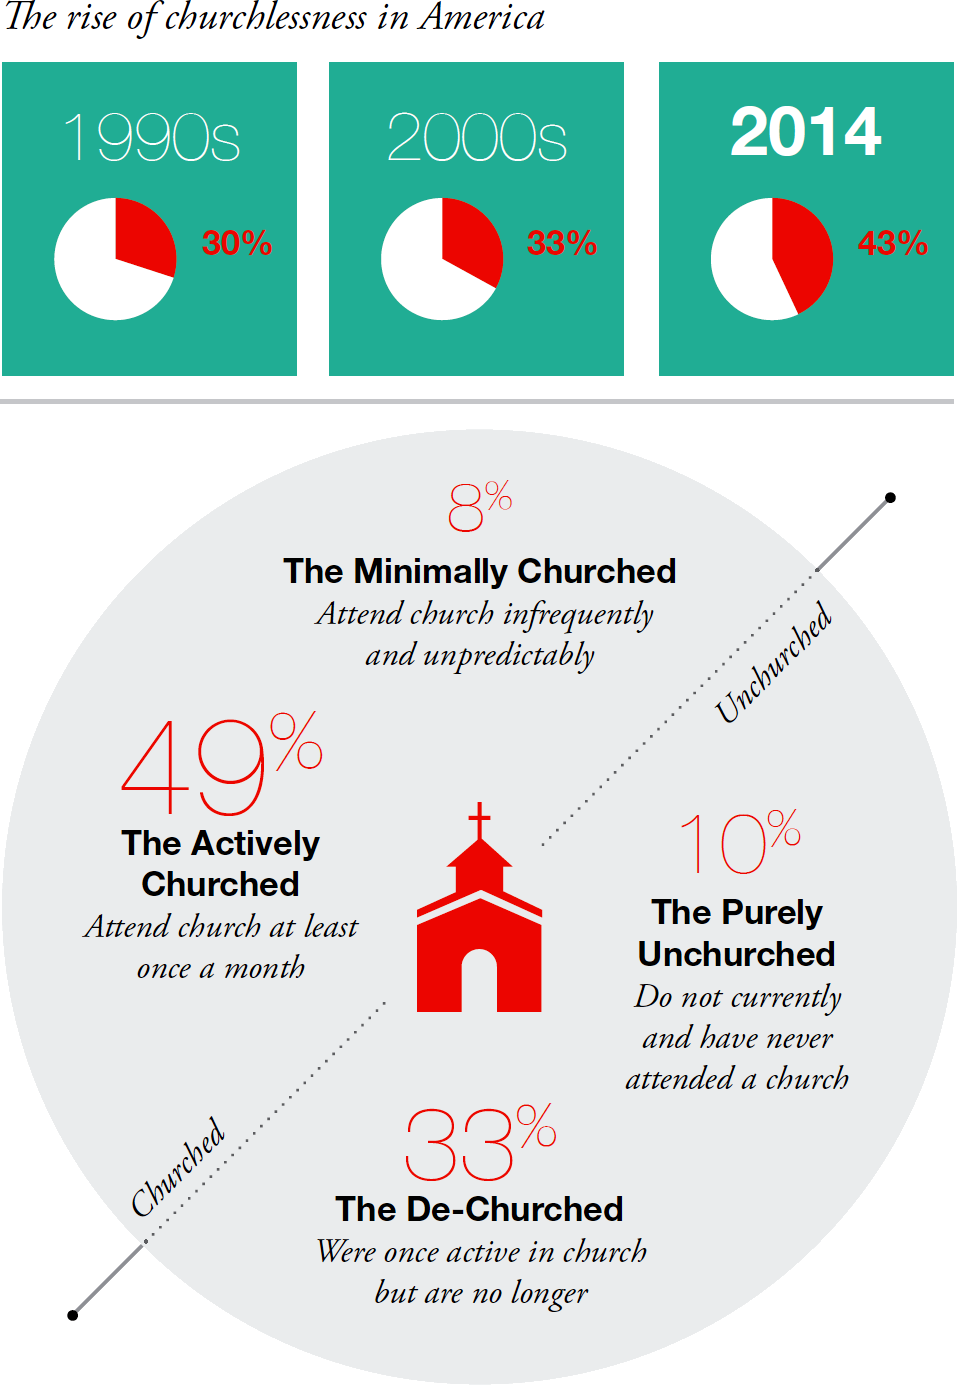 The rise of churchlessness in America
1990s
30%
2000s
33%
2014
43%
8%
The Minimally Churched
Attend church infrequently
and unpredictably
Unchurched
49%
The Actively
Churched
Attend church at least
once a month
10%
The Purely
Unchurched
Do not currently
and have never
attended a church
Churched
33%
The De-Churched
Were once active in church
but are no longer